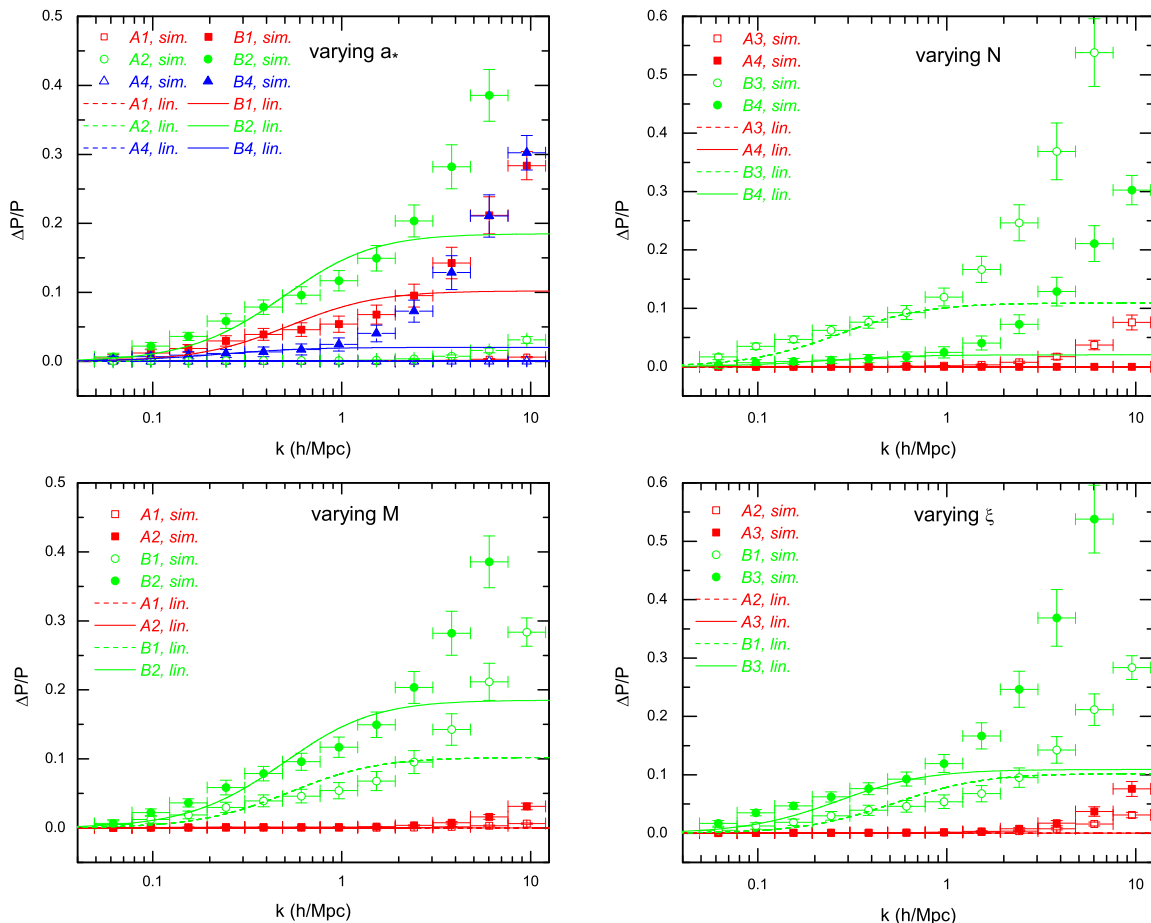 varying a*
A1, sim. B1, sim.
A2, sim. B2, sim.
A4, sim. B4, sim.
A1, lin. B1, lin.
A2, lin. B2, lin.
A4, lin. B4, lin.
0.5
0.4
0.3
0.2
0.1
0.0
ΔP/P
0.1 1 10
k (h/Mpc)
varying N
A3, sim.
A4, sim.
B3, sim.
B4, sim.
A3, lin.
A4, lin.
B3, lin.
B4, lin.
0.6
0.5
0.4
0.3
0.2
0.1
0.0
ΔP/P
0.1 1 10
k (h/Mpc)
varying M
A1, sim.
A2, sim.
B1, sim.
B2, sim.
A1, lin.
A2, lin.
B1, lin.
B2, lin.
0.5
0.4
0.3
0.2
0.1
0.0
ΔP/P
0.1 1 10
k (h/Mpc)
varying ξ
A2, sim.
A3, sim.
B1, sim.
B3, sim.
A2, lin.
A3, lin.
B1, lin.
B3, lin.
0.6
0.5
0.4
0.3
0.2
0.1
0.0
ΔP/P
0.1 1 10
k (h/Mpc)